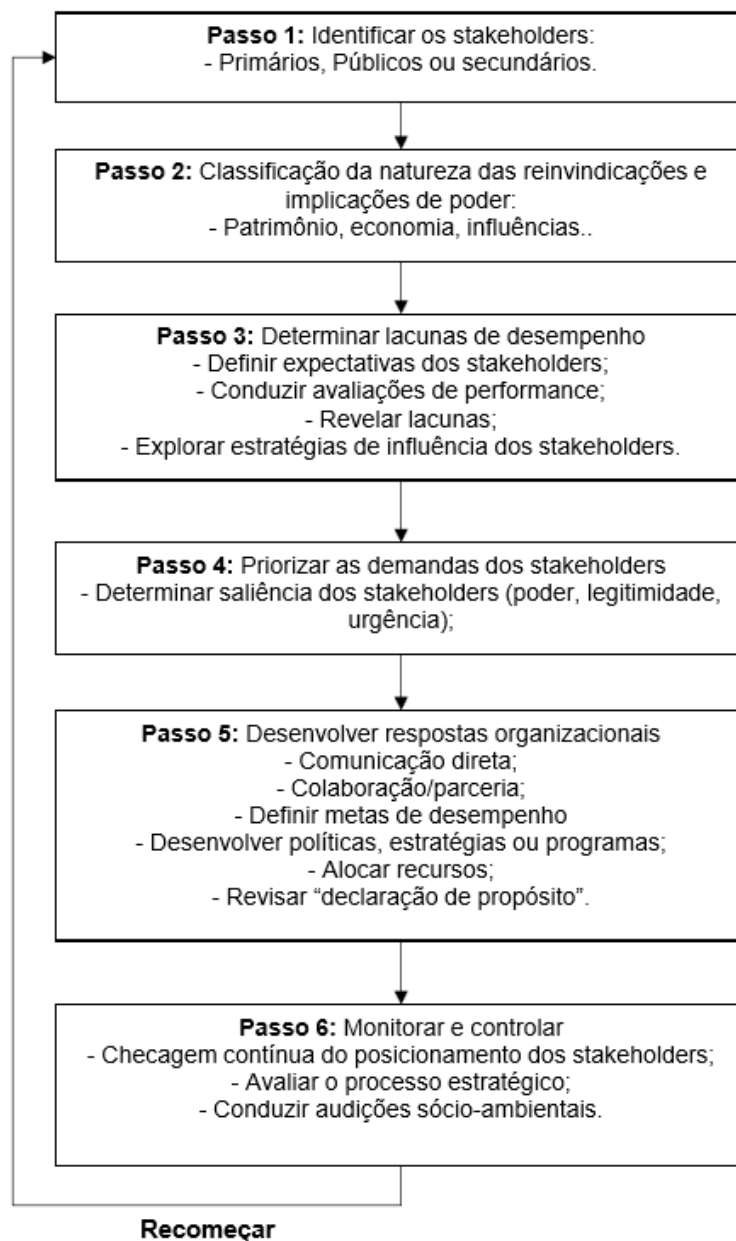 Passo 1: Identificar os stakeholders:
- Primários, Públicos ou secundários.
Passo 2: Classificação da natureza das reinvindicações e
implicações de poder:
- Patrimônio, economia, influências..
Passo 3: Determinar lacunas de desempenho
- Definir expectativas dos stakeholders;
- Conduzir avaliações de performance;
- Revelar lacunas;
- Explorar estratégias de influência dos stakeholders.
Passo 4: Priorizar as demandas dos stakeholders
- Determinar saliência dos stakeholders (poder, legitimidade,
urgência);
Passo 5: Desenvolver respostas organizacionais
- Comunicação direta;
- Colaboração/parceria;
- Definir metas de desempenho
- Desenvolver políticas, estratégias ou programas;
- Alocar recursos;
- Revisar “declaração de propósito”.
Passo 6: Monitorar e controlar
- Checagem contínua do posicionamento dos stakeholders;
- Avaliar o processo estratégico;
- Conduzir audições sócio-ambientais.
Recomeçar